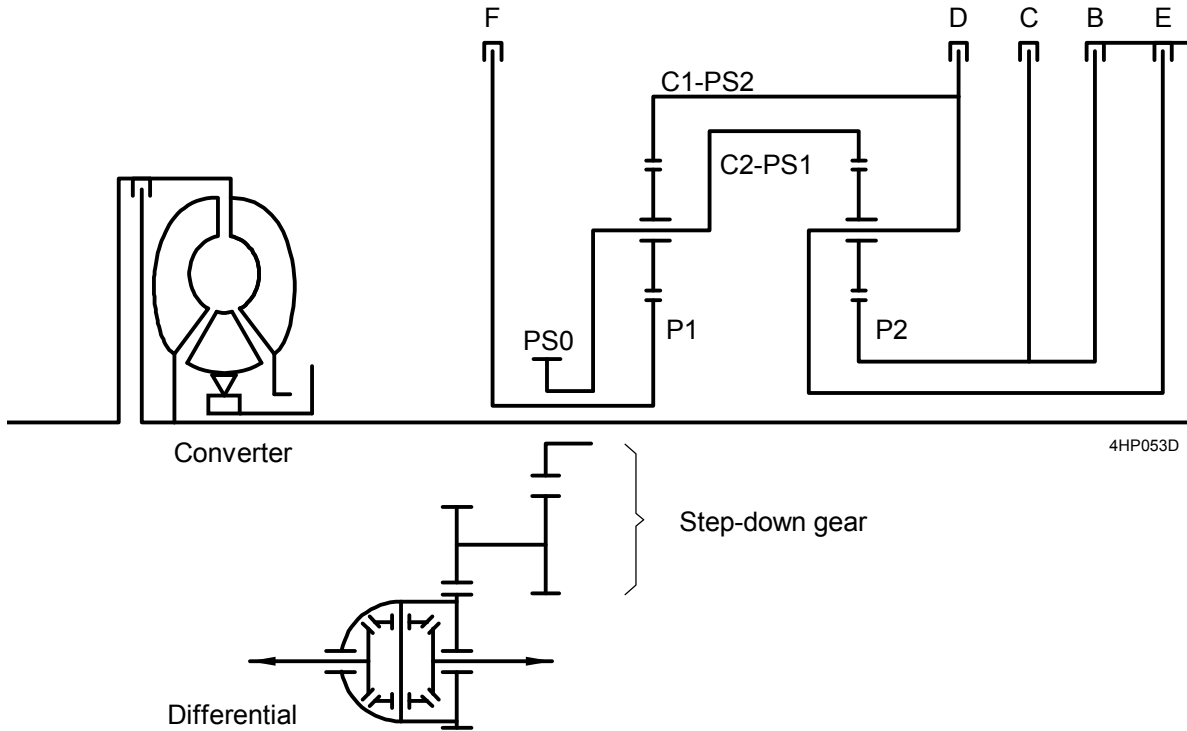 F D C B E
C1-PS2
C2-PS1
P1 P2
PS0
4HP053D
Converter
Step-down gear
Differential